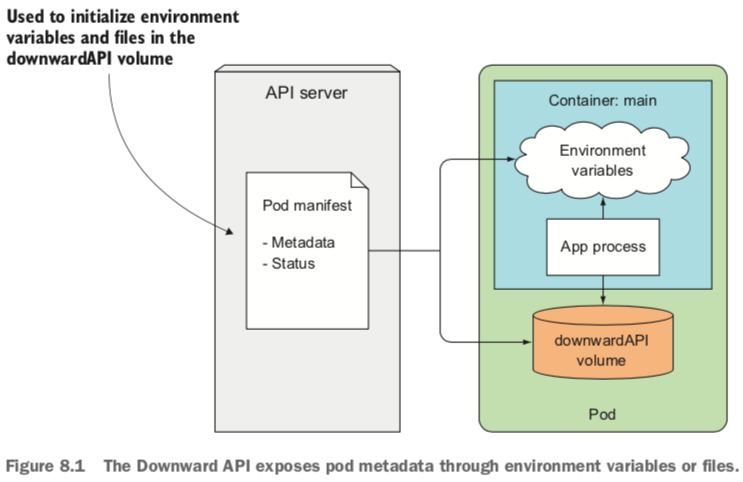 Used to initialize environment
variables and files in the
downwardAPI volume
API server
Pod manifest
- Metadata
- Status
Container: main
Environment
variables
App process
downwardAPI
volume
Pod
Figure 8.1 The Downward API exposes pod metadata through environment variables or files.